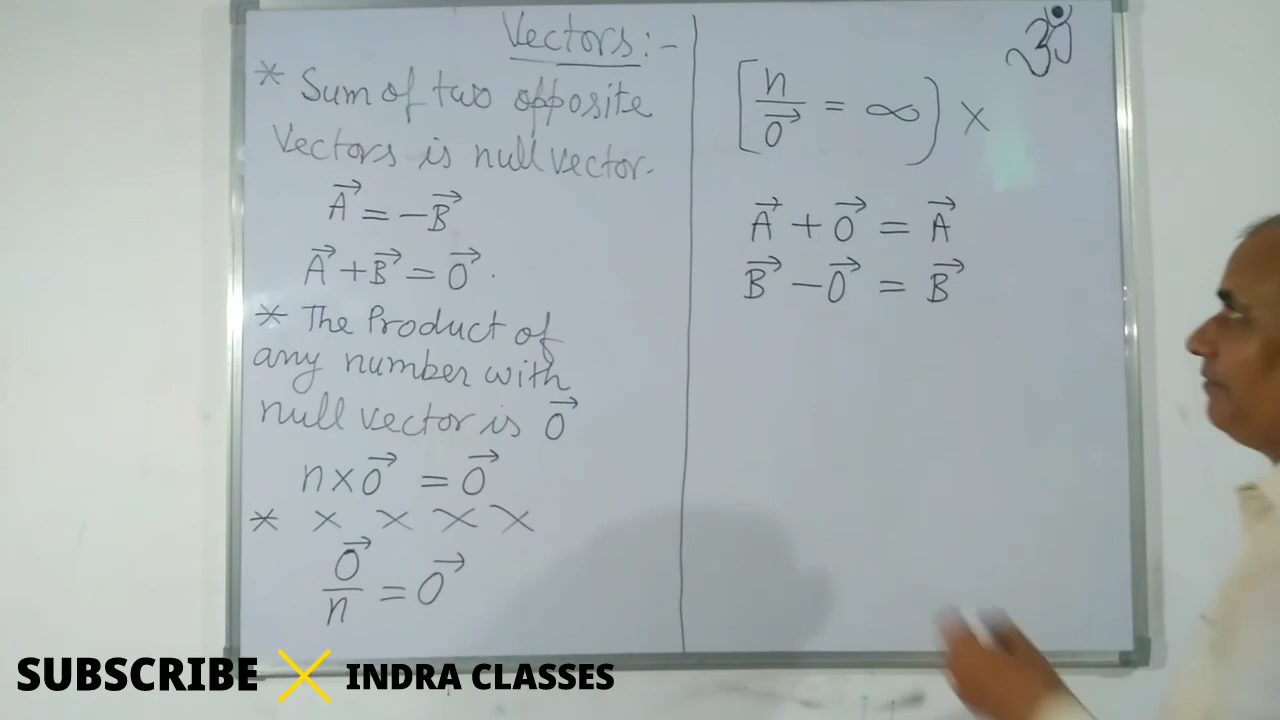 Vectors:-
* Sum of two opposite
Vectors is null vector.
A⃗ = -B⃗
A⃗ + B⃗ = 0⃗.
* The Product of
any number with
null vector is 0⃗
n × 0⃗ = 0⃗
* × × × ×
0⃗/n = 0⃗
ॐ
[n/0⃗ = ∞) ×
A⃗ + 0⃗ = A⃗
B⃗ - 0⃗ = B⃗
SUBSCRIBE INDRA CLASSES